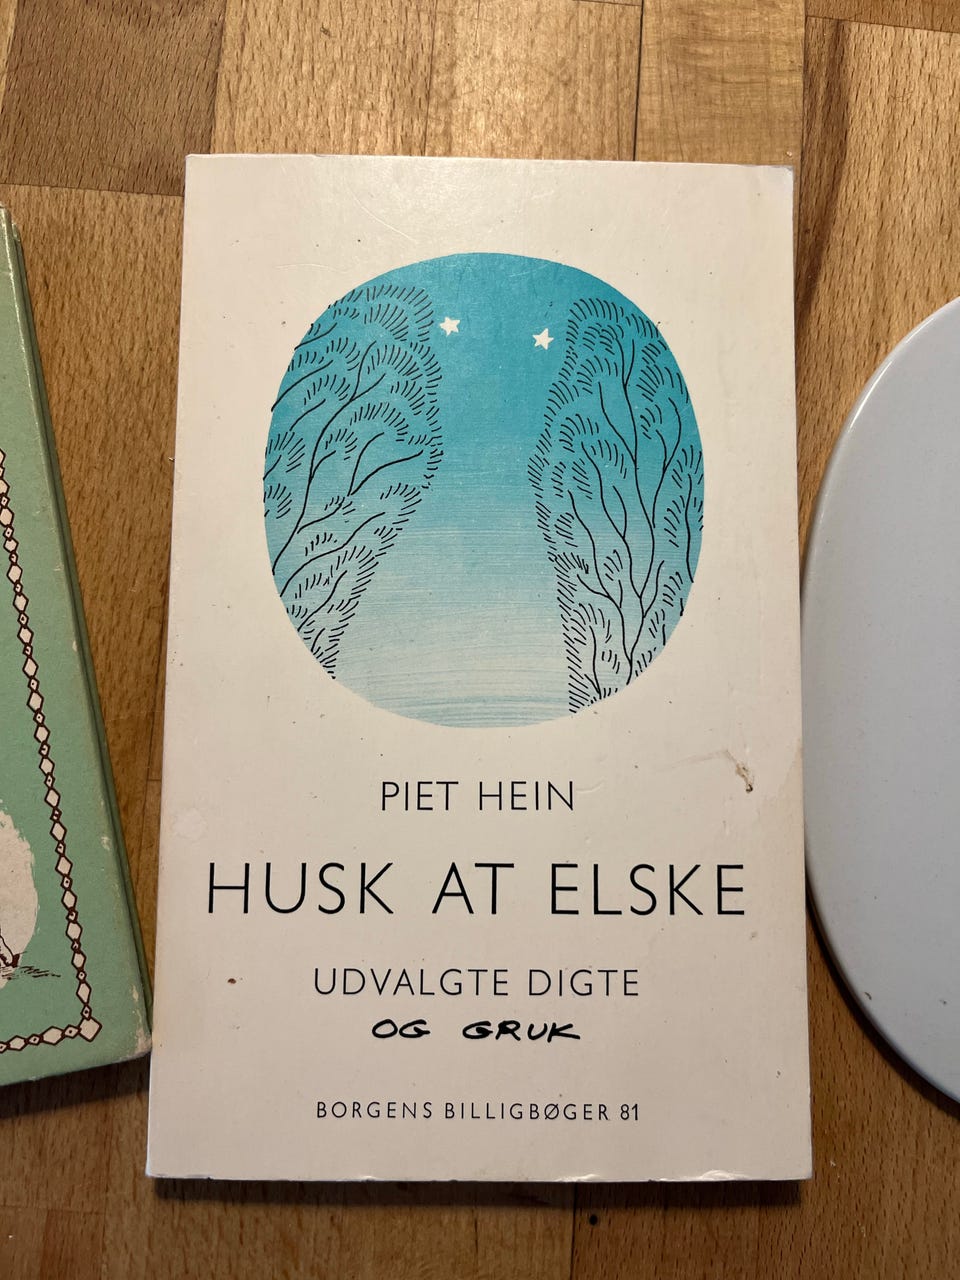 PIET HEIN
HUSK AT ELSKE
UDVALGTE DIGTE
OG GRUK
BORGENS BILLIGBØGER 81